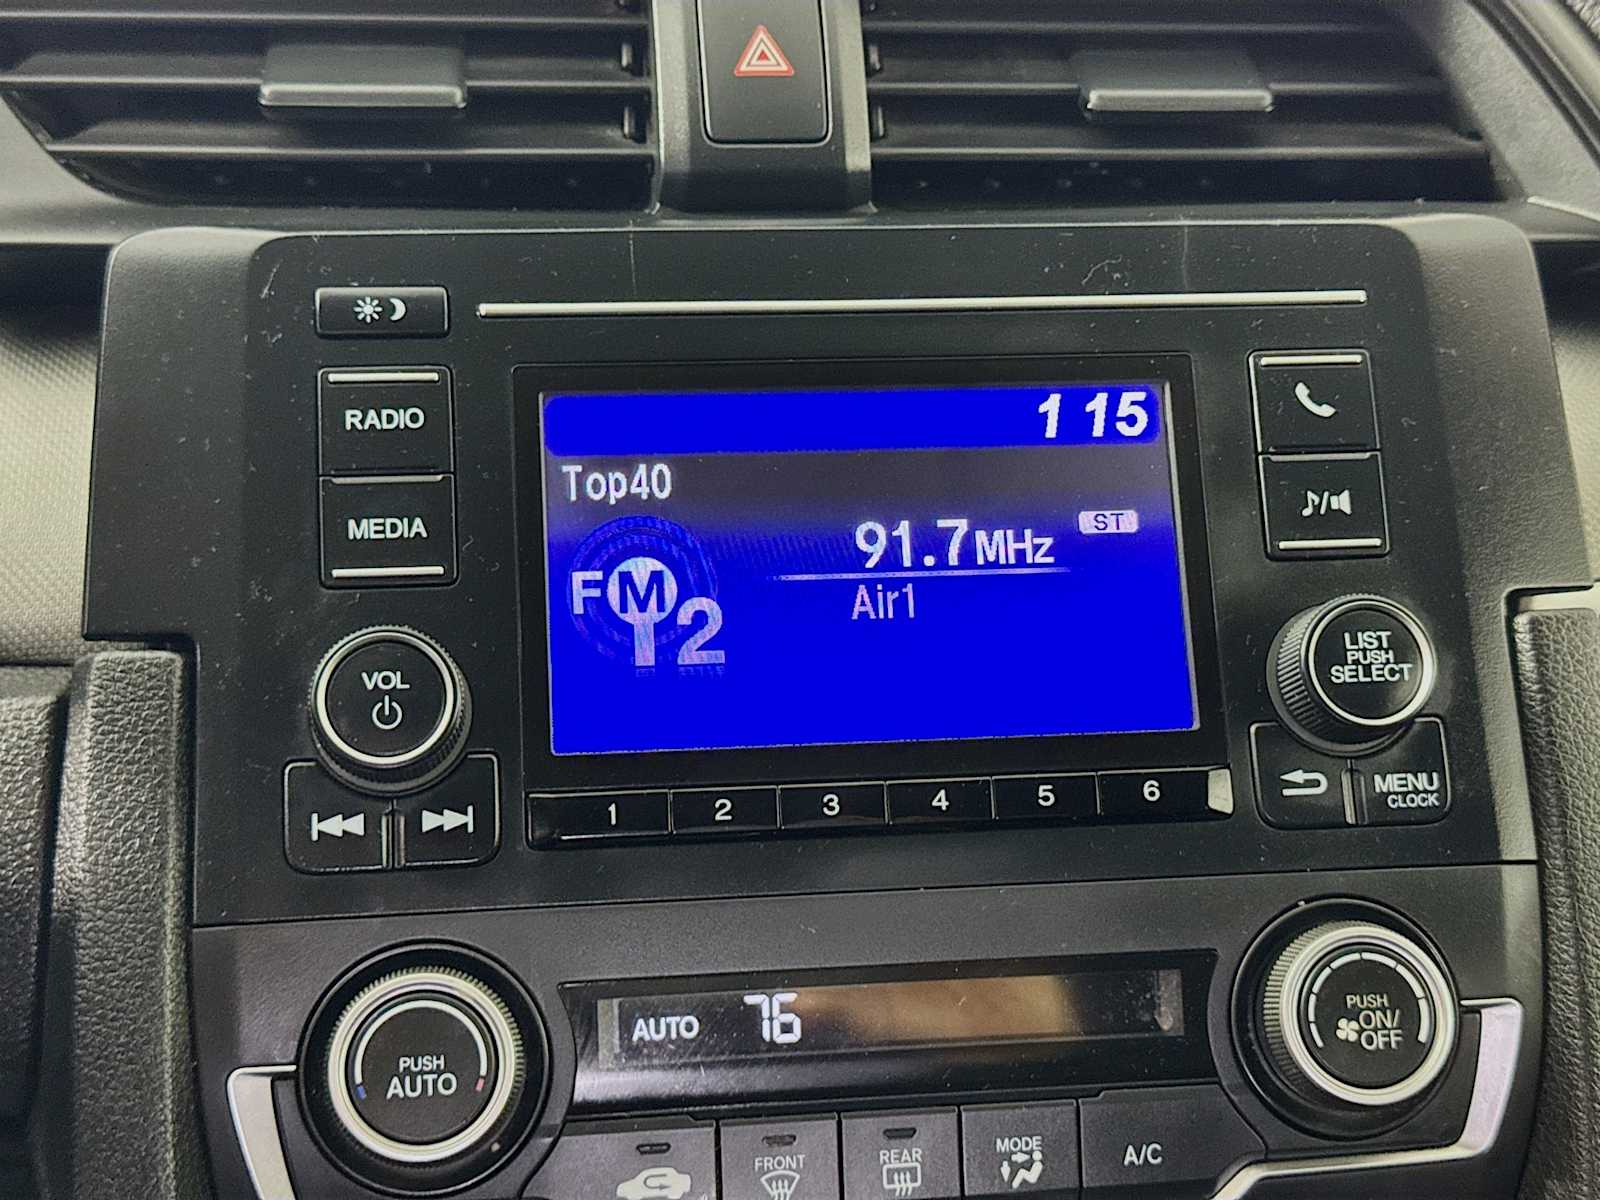 RADIO
MEDIA
VOL
1 15
Top40
FM
2
91.7MHz
ST
Air1
LIST
PUSH
SELECT
MENU
CLOCK
1 2 3 4 5 6
AUTO 76
PUSH
AUTO
PUSH
ON/
OFF
FRONT
REAR
MODE
A/C